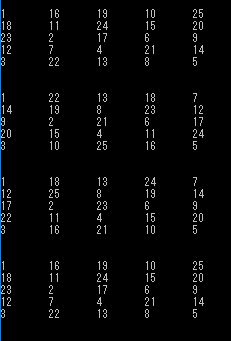 1 16 19 10 25
18 11 24 15 20
23 2 17 6 9
12 7 4 21 14
3 22 13 8 5
1 22 13 18 7
14 19 8 23 12
9 2 21 6 17
20 15 4 11 24
3 10 25 16 5
1 18 13 24 7
12 25 8 19 14
17 2 23 6 9
22 11 4 15 20
3 16 21 10 5
1 16 19 10 25
18 11 24 15 20
23 2 17 6 9
12 7 4 21 14
3 22 13 8 5